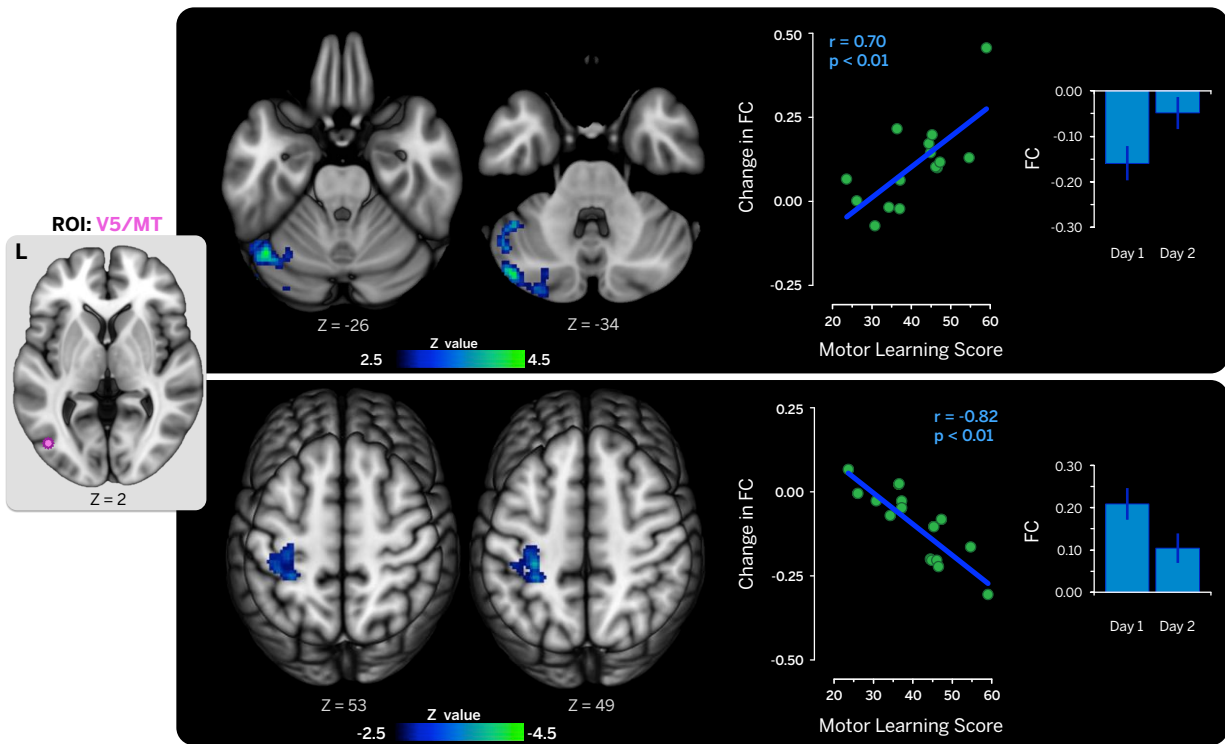 ROI: V5/MT
L
Z = 2
Z = -26
Z = -34
Z value
2.5
4.5
0.50
0.25
0.00
-0.25
Change in FC
r = 0.70
p < 0.01
20 30 40 50 60
Motor Learning Score
0.00
-0.10
-0.20
-0.30
FC
Day 1 Day 2
Z = 53
Z = 49
Z value
-2.5
-4.5
0.25
0.00
-0.25
-0.50
Change in FC
r = -0.82
p < 0.01
20 30 40 50 60
Motor Learning Score
0.30
0.20
0.10
0.00
FC
Day 1 Day 2